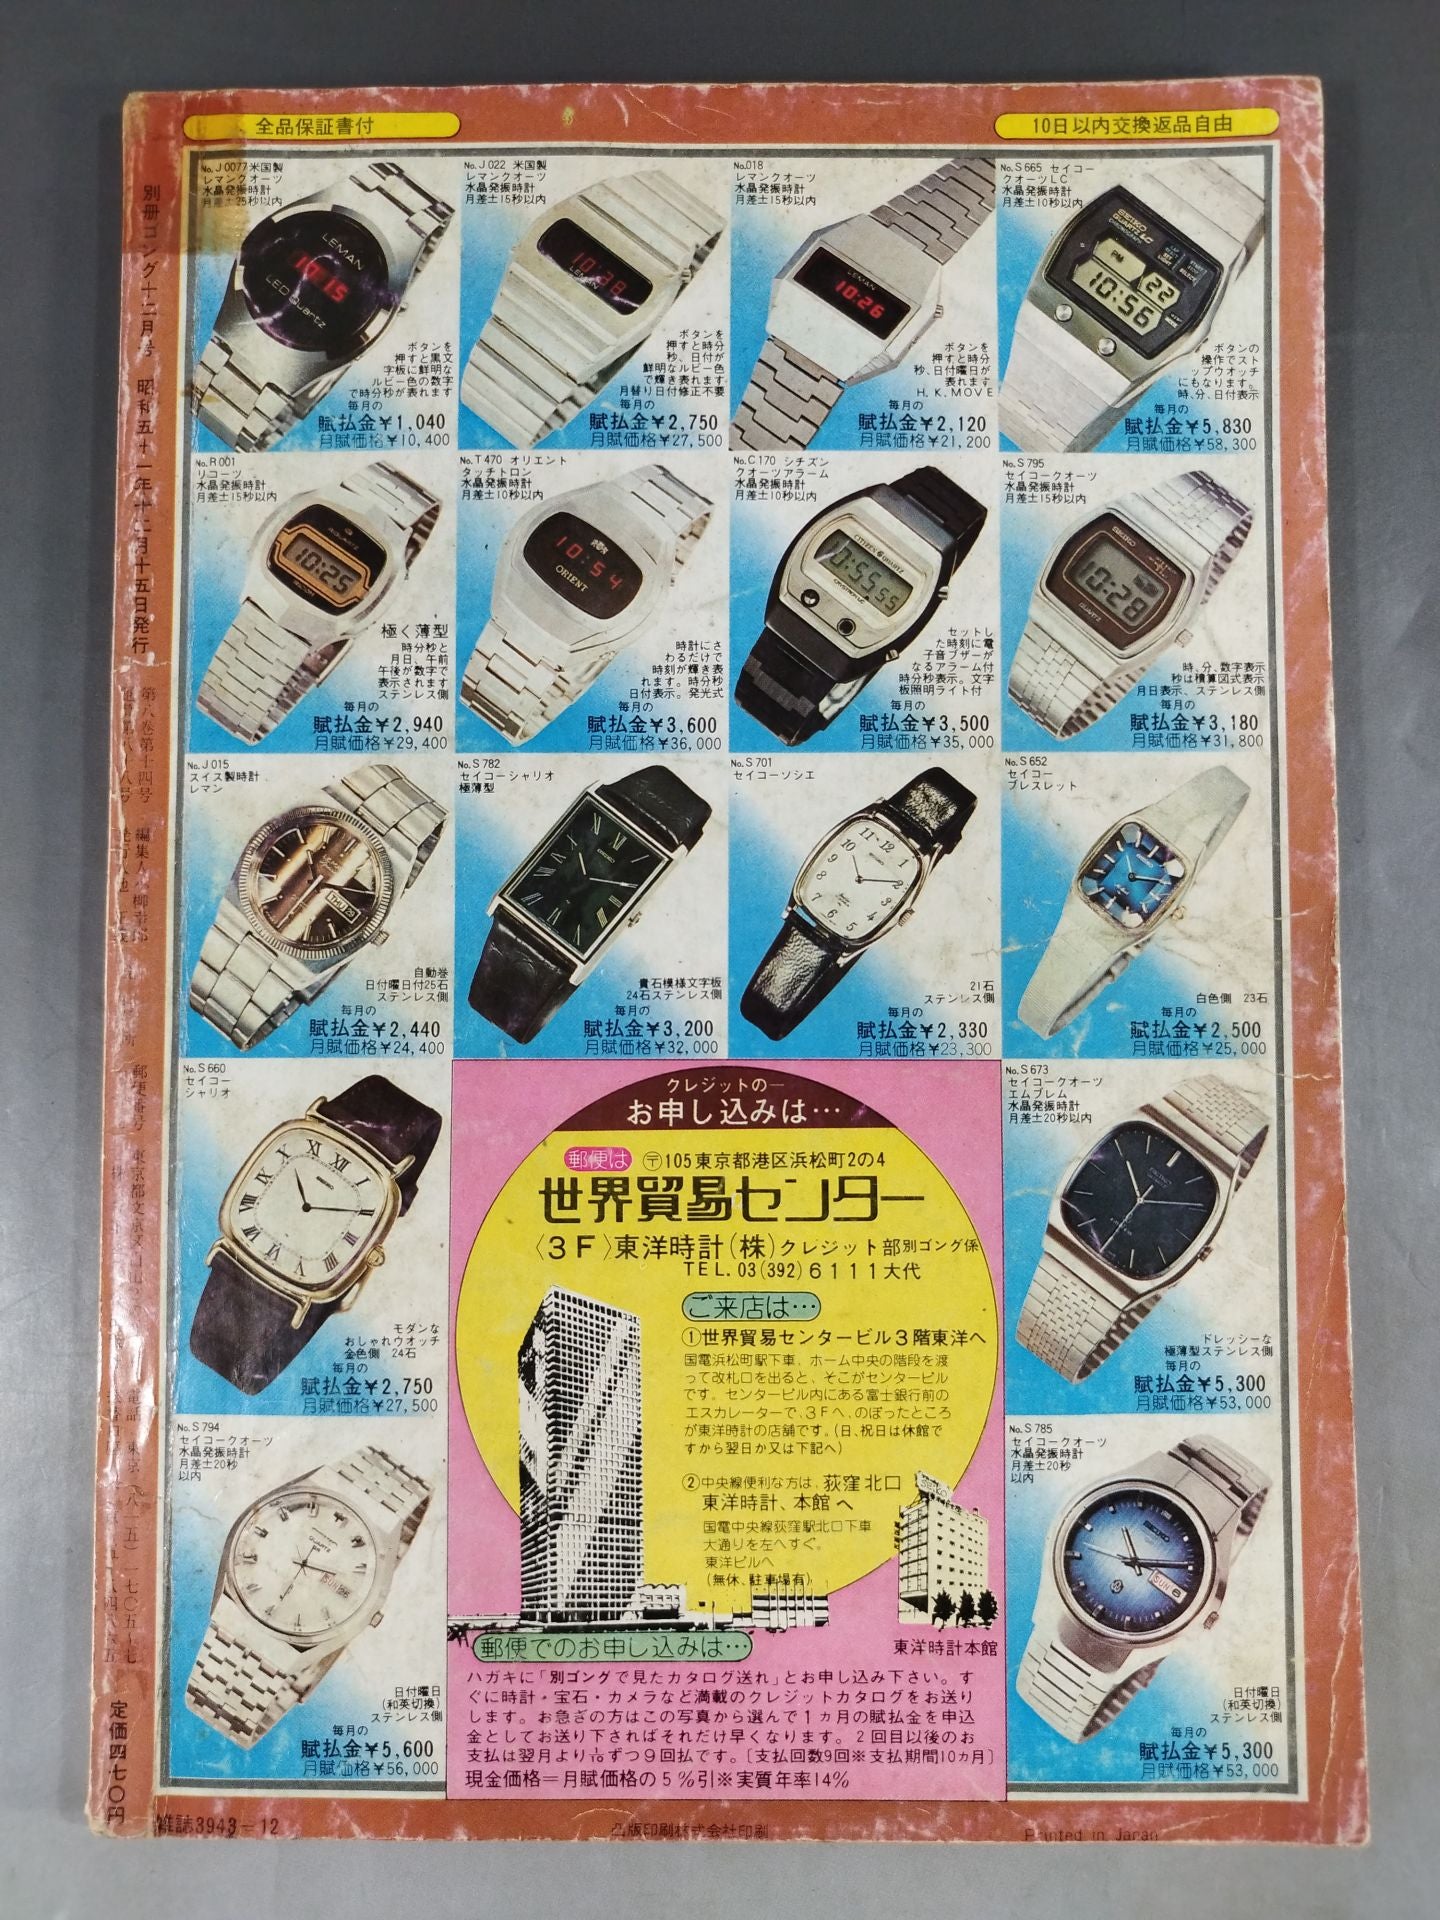 全品保証書付
10日以内交換返品自由
No.J0077米国製
レマンクオーツ
水晶発振時計
月差±25秒以内
LEMAN
10:15
LED Quartz
ボタンを
押すと黒文
字板に鮮明な
ルビー色の数字
で時分秒が表れます
毎月の
賦払金¥1,040
月賦価格¥10,400
No.J022 米国製
レマンクオーツ
水晶発振時計
月差±15秒以内
10:38
LEMAN
ボタンを
押すと時分
秒、日付が
鮮明なルビー色
で輝き表れます
月替り日付修正不要
毎月の
賦払金¥2,750
月賦価格¥27,500
No.018
レマンクオーツ
水晶発振時計
月差±15秒以内
LEMAN
10:26
ボタンを
押すと時分
秒、日付曜日が
表れます
H.K.MOVE
毎月の
賦払金¥2,120
月賦価格¥21,200
No.S665 セイコー
クオーツLC
水晶発振時計
月差±10秒以内
SEIKO
QUARTZ LC
CHRONOGRAPH
PM 22
10:56
ボタンの
操作でスト
ップウオッチ
にもなります。
時、分、日付表示
毎月の
賦払金¥5,830
月賦価格¥58,300
No.R001
リコーツ
水晶発振時計
月差±15秒以内
QUARTZ
10:25
RICOH
極く薄型
時分秒と
月日、午前
午後が数字で
表示されます
ステンレス側
毎月の
賦払金¥2,940
月賦価格¥29,400
No.T470 オリエント
タッチトロン
水晶発振時計
月差±10秒以内
10:54
ORIENT
時計にさ
わるだけで
時刻が輝き表
れます。時分秒
日付表示。発光式
毎月の
賦払金¥3,600
月賦価格¥36,000
No.C170 シチズン
クオーツアラーム
水晶発振時計
月差±10秒以内
CITIZEN QUARTZ
CRYSTRON LC
セットし
た時刻に電
子音ブザーが
なるアラーム付
時分秒表示。文字
板照明ライト付
毎月の
賦払金¥3,500
月賦価格¥35,000
No.S795
セイコークオーツ
水晶発振時計
月差±15秒以内
SEIKO
10:28
QUARTZ
時、分、数字表示
秒は積算図式表示
月日表示、ステンレス側
毎月の
賦払金¥3,180
月賦価格¥31,800
No.J015
スイス製時計
レマン
自動巻
日付曜日付25石
ステンレス側
毎月の
賦払金¥2,440
月賦価格¥24,400
No.S782
セイコーシャリオ
極薄型
SEIKO
貴石模様文字板
24石ステンレス側
毎月の
賦払金¥3,200
月賦価格¥32,000
No.S701
セイコーソシエ
21石
ステンレス側
毎月の
賦払金¥2,330
月賦価格¥23,300
No.S652
セイコー
ブレスレット
白色側 23石
毎月の
賦払金¥2,500
月賦価格¥25,000
No.S660
セイコー
シャリオ
SEIKO
モダンな
おしゃれウオッチ
金色側 24石
毎月の
賦払金¥2,750
月賦価格¥27,500
クレジットの—
お申し込みは…
郵便は 〒105東京都港区浜松町2の4
世界貿易センター
〈3F〉東洋時計(株)クレジット部別ゴング係
TEL.03(392)6111大代
ご来店は…
①世界貿易センタービル3階東洋へ
国電浜松町駅下車、ホーム中央の階段を渡
って改札口を出ると、そこがセンタービル
です。センタービル内にある富士銀行前の
エスカレーターで、3Fへ、のぼったところ
が東洋時計の店舗です。(日、祝日は休館で
すから翌日か又は下記へ)
②中央線便利な方は、荻窪北口
東洋時計、本館へ
国電中央線荻窪駅北口下車
大通りを左へすぐ。
東洋ビルへ
(無休、駐車場有)
東洋時計本館
No.S673
セイコークオーツ
エムブレム
水晶発振時計
月差±20秒以内
SEIKO
ドレッシーな
極薄型ステンレス側
毎月の
賦払金¥5,300
月賦価格¥53,000
No.S794
セイコークオーツ
水晶発振時計
月差±20秒
以内
日付曜日
(和英切換)
ステンレス側
毎月の
賦払金¥5,600
月賦価格¥56,000
郵便でのお申し込みは…
ハガキに「別ゴングで見たカタログ送れ」とお申し込み下さい。す
ぐに時計・宝石・カメラなど満載のクレジットカタログをお送り
します。お急ぎの方はこの写真から選んで1ヵ月の賦払金を申込
金としてお送り下さればそれだけ早くなります。2回目以後のお
支払は翌月より1/10ずつ9回払です。〔支払回数9回※支払期間10ヵ月〕
現金価格=月賦価格の5%引※実質年率14%
No.S785
セイコークオーツ
水晶発振時計
月差±20秒
以内
SEIKO
日付曜日
(和英切換)
ステンレス側
毎月の
賦払金¥5,300
月賦価格¥53,000
別冊ゴング十二月号 昭和五十一年十二月十五日発行
第八巻第十四号
定価四七〇円
雑誌3943-12
凸版印刷株式会社印刷
Printed in Japan